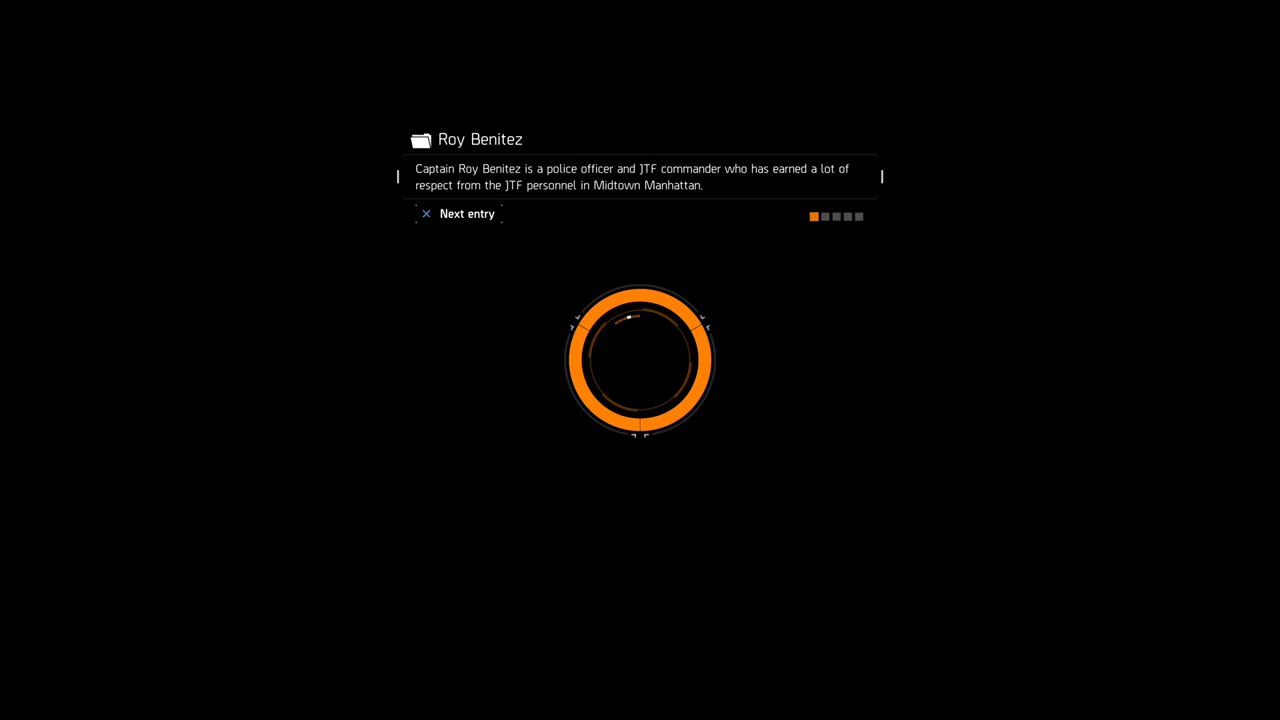 Roy Benitez
Captain Roy Benitez is a police officer and JTF commander who has earned a lot of
respect from the JTF personnel in Midtown Manhattan.
Next entry